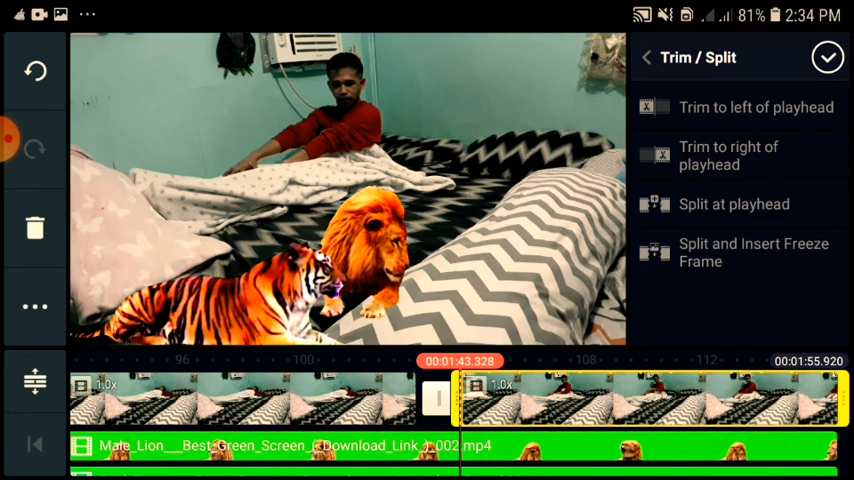 81% 2:34 PM
Trim / Split
Trim to left of playhead
Trim to right of
playhead
Split at playhead
Split and Insert Freeze
Frame
96 100 00:01:43.328 108 112 00:01:55.920
1.0x 1.0x
Male_Lion__Best_Green_Screen_(_Download_Link_)_002.mp4